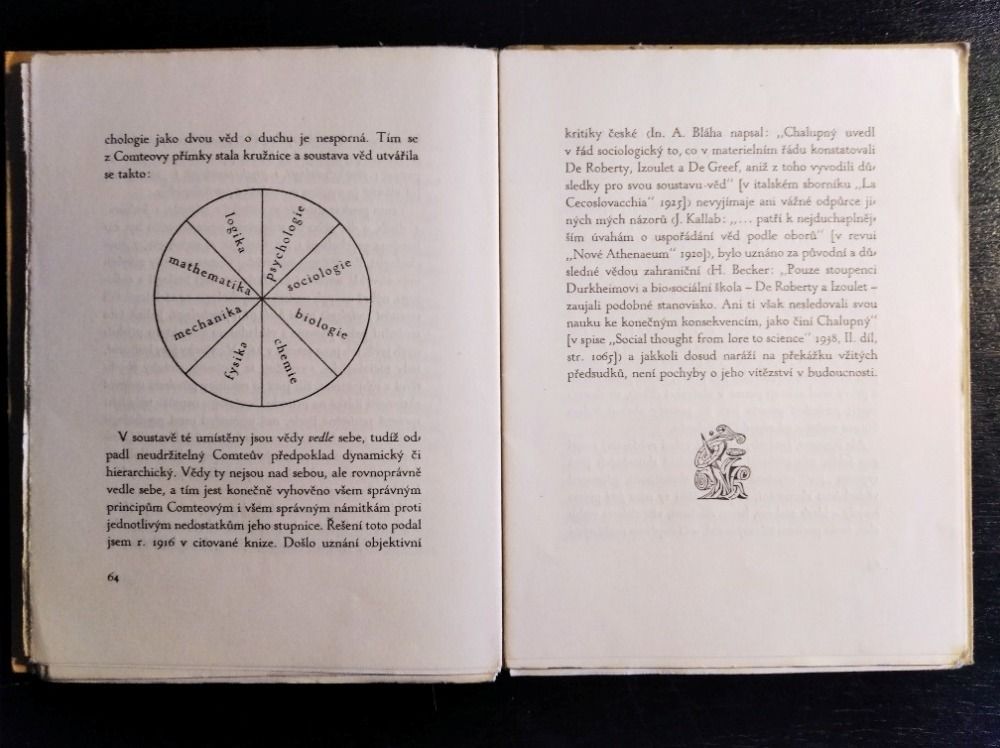 chologie jako dvou věd o duchu je nesporná. Tím se
z Comteovy přímky stala kružnice a soustava věd utvářila
se takto:
logika
psychologie
mathematika
sociologie
mechanika
biologie
fysika
chemie
V soustavě té umístěny jsou vědy vedle sebe, tudíž od-
padl neudržitelný Comteův předpoklad dynamický či
hierarchický. Vědy ty nejsou nad sebou, ale rovnoprávně
vedle sebe, a tím jest konečně vyhověno všem správným
principům Comteovým i všem správným námitkám proti
jednotlivým nedostatkům jeho stupnice. Řešení toto podal
jsem r. 1916 v citované knize. Došlo uznání objektivní
64
kritiky české (In. A. Bláha napsal: „Chalupný uvedl
v řád sociologický to, co v materielním řádu konstatovali
De Roberty, Izoulet a De Greef, aniž z toho vyvodili dů-
sledky pro svou soustavu věd" [v italském sborníku „La
Cecoslovacchia" 1925]) nevyjímaje ani vážné odpůrce ji-
ných mých názorů (J. Kallab: „... patří k nejduchaplněj-
ším úvahám o uspořádání věd podle oborů" [v revui
„Nové Athenaeum" 1920]), bylo uznáno za původní a dů-
sledné vědou zahraniční (H. Becker: „Pouze stoupenci
Durkheimovi a bio-sociální škola – De Roberty a Izoulet –
zaujali podobné stanovisko. Ani ti však nesledovali svou
nauku ke konečným konsekvencím, jako činí Chalupný"
[v spise „Social thought from lore to science" 1938, II. díl,
str. 1065]) a jakkoli dosud naráží na překážku vžitých
předsudků, není pochyby o jeho vítězství v budoucnosti.